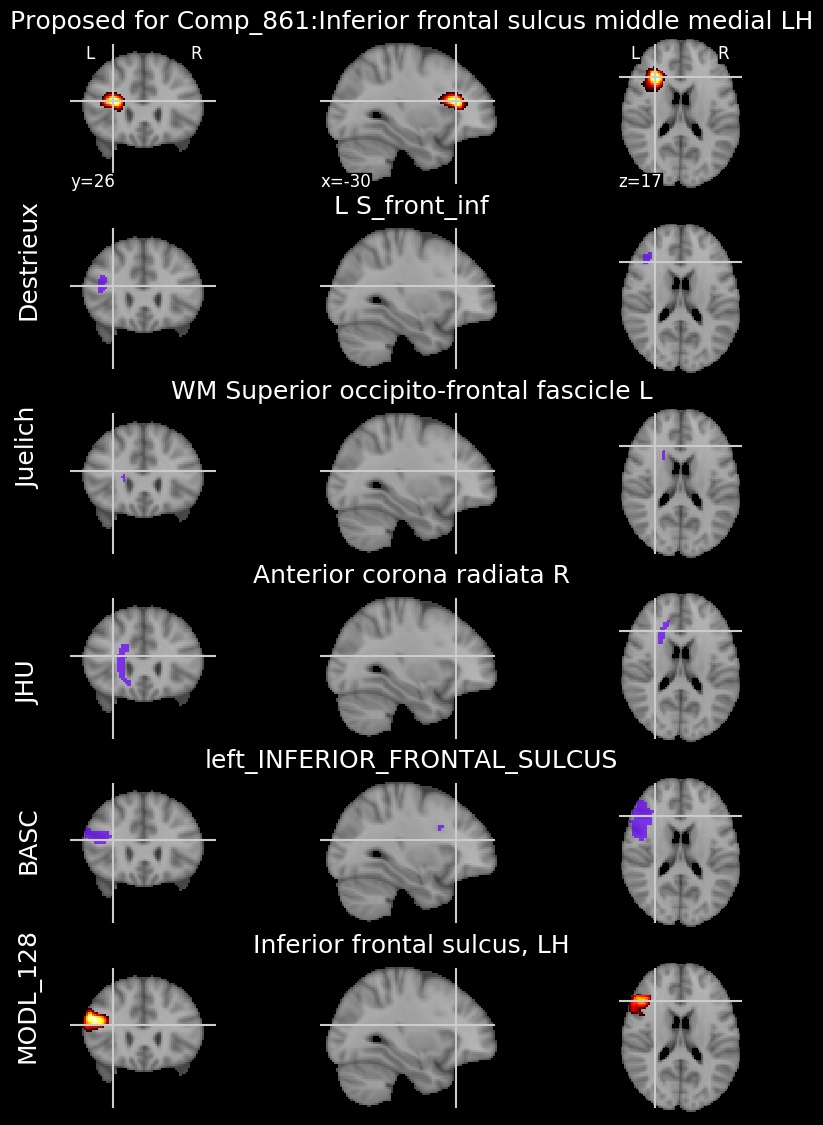 Proposed for Comp_861:Inferior frontal sulcus middle medial LH
L R L R
y=26 x=-30 z=17
L S_front_inf
Destrieux
WM Superior occipito-frontal fascicle L
Juelich
Anterior corona radiata R
JHU
left_INFERIOR_FRONTAL_SULCUS
BASC
Inferior frontal sulcus, LH
MODL_128